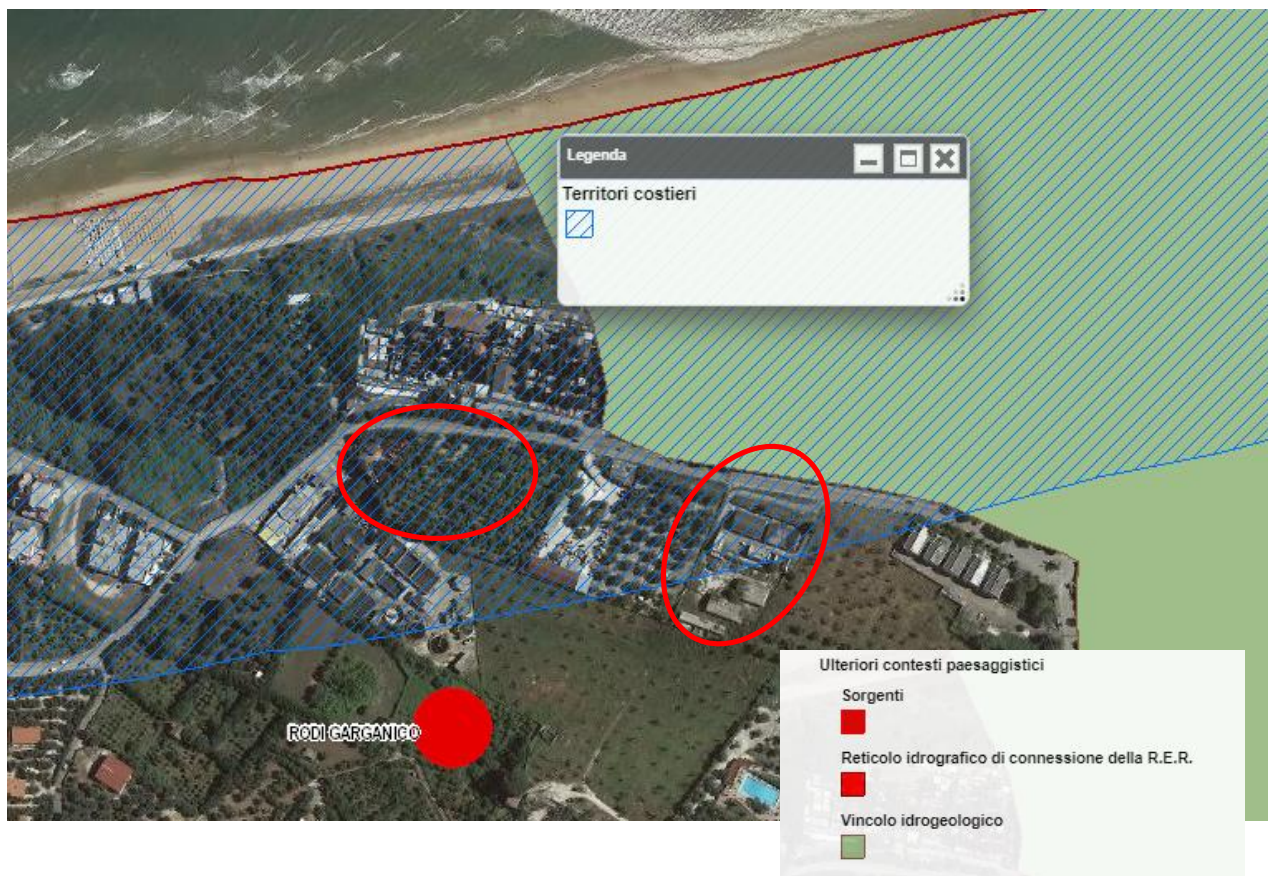 Legenda
Territori costieri
RODI GARGANICO
Ulteriori contesti paesaggistici
Sorgenti
Reticolo idrografico di connessione della R.E.R.
Vincolo idrogeologico